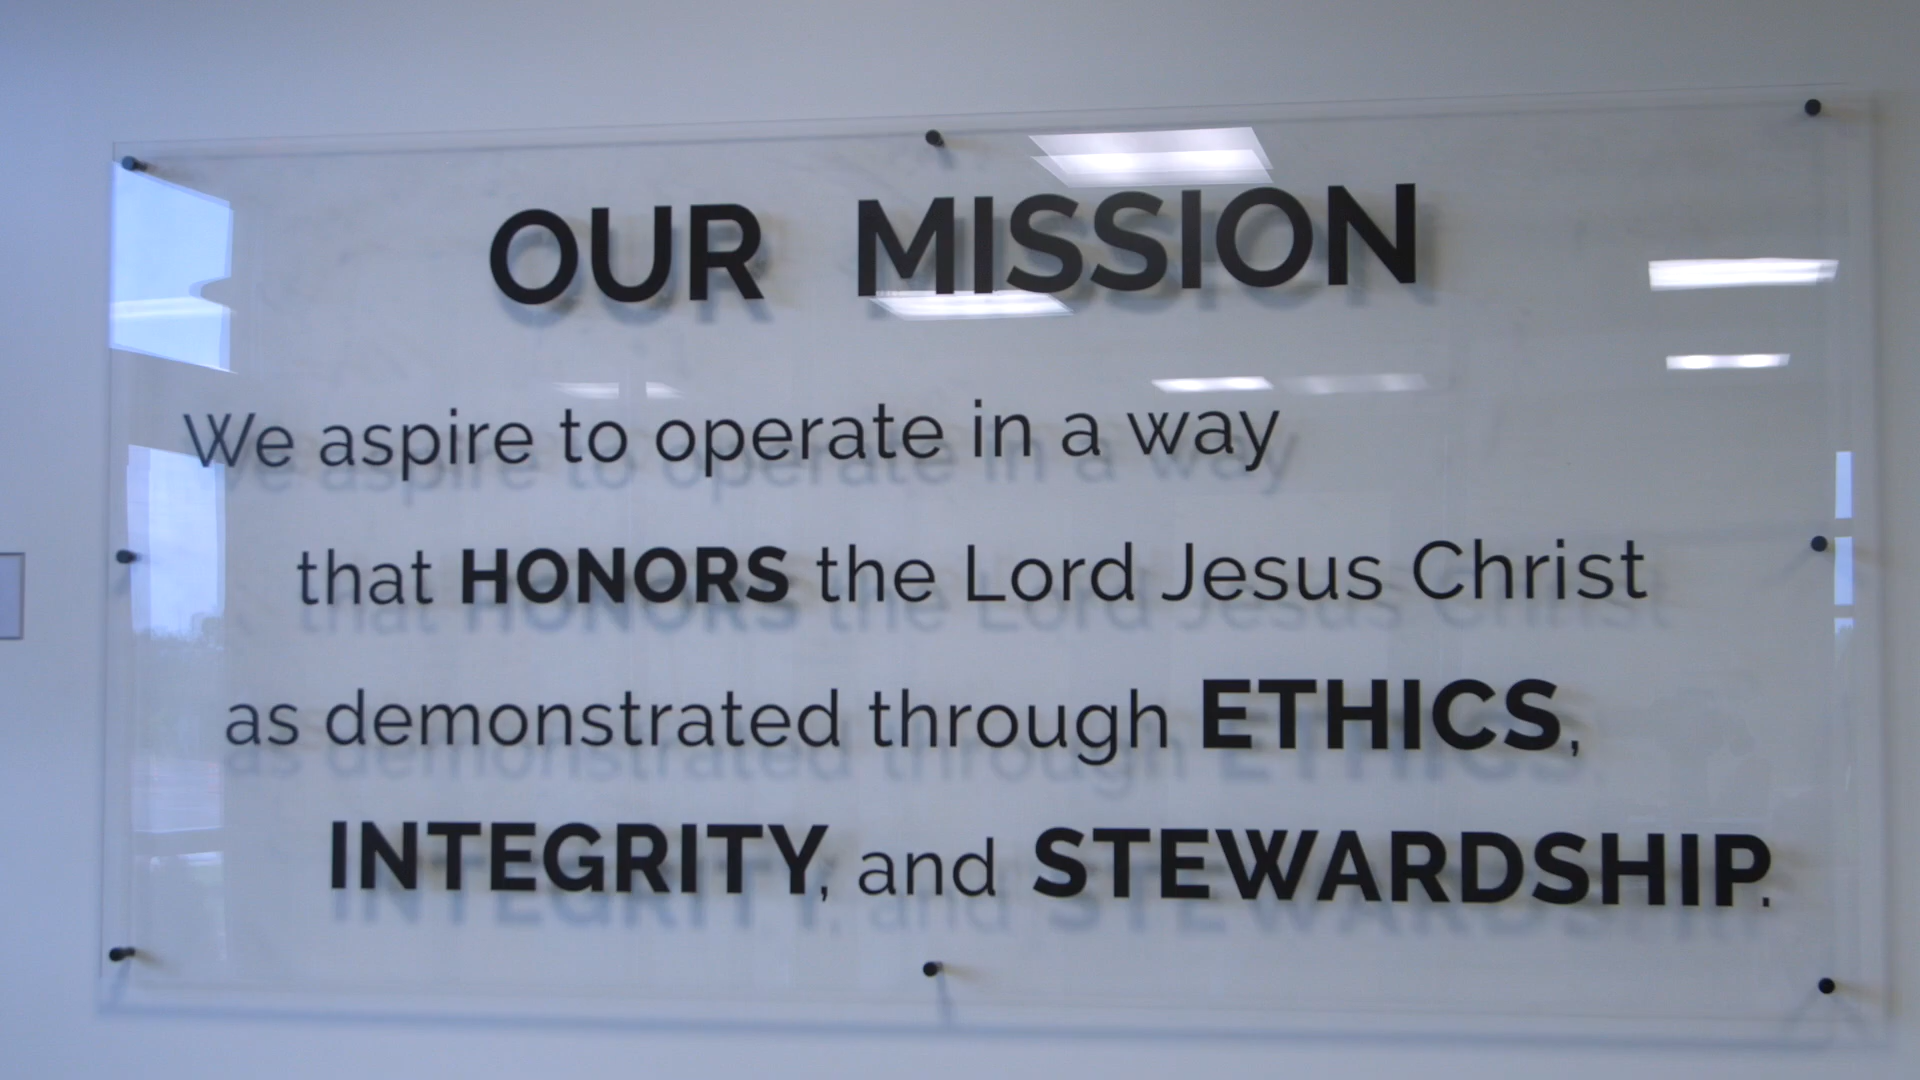 OUR MISSION
We aspire to operate in a way
that HONORS the Lord Jesus Christ
as demonstrated through ETHICS,
INTEGRITY, and STEWARDSHIP.